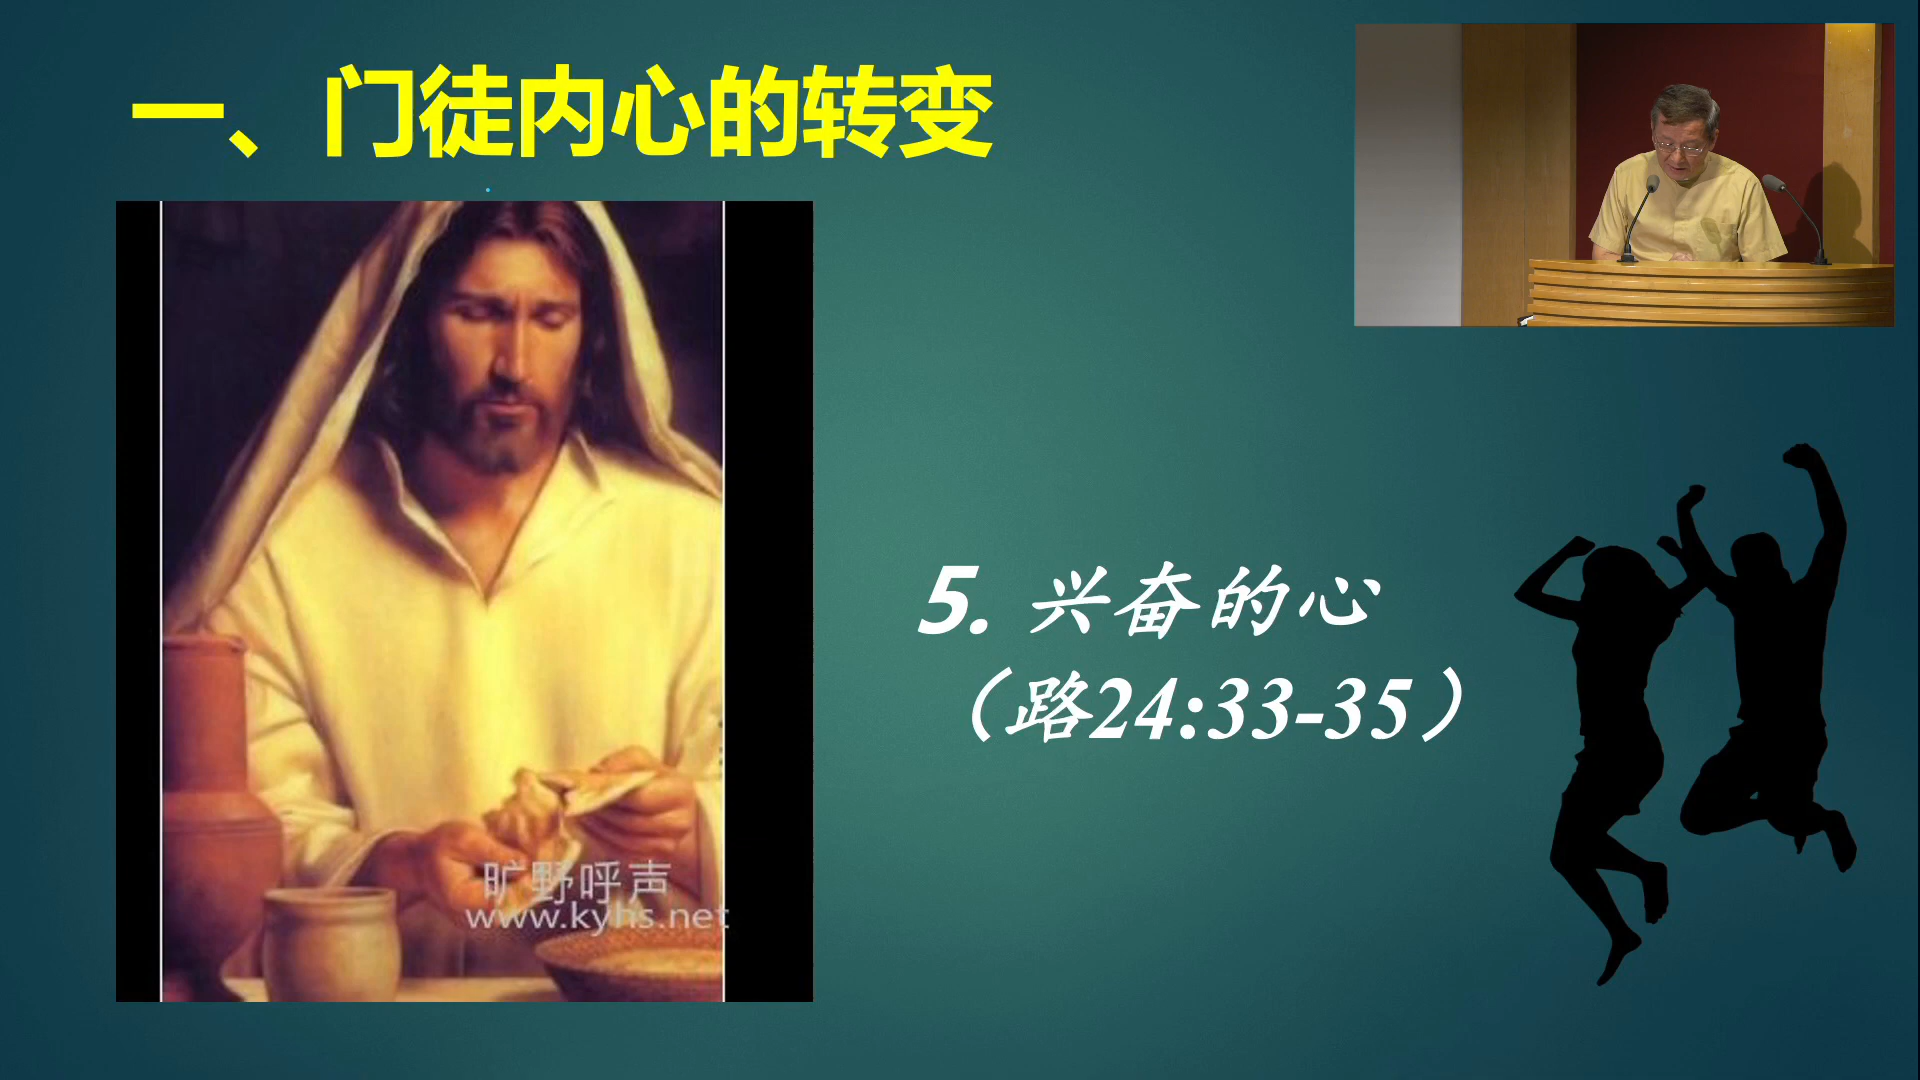 一、门徒内心的转变
5. 兴奋的心
（路24:33-35）
旷野呼声
www.kyhs.net